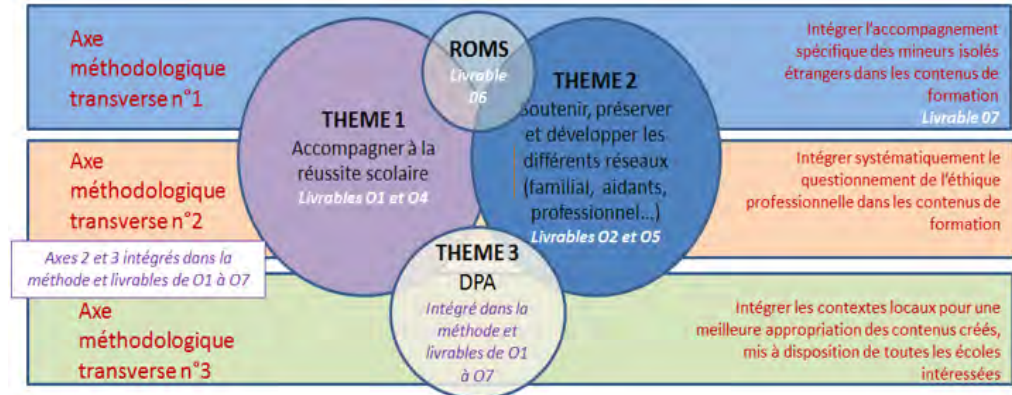 Axe
méthodologique
transverse n°1
ROMS
Livrable
06
THEME 1
Accompagner à la
réussite scolaire
Livrables O1 et O4
THEME 2
Soutenir, préserver
et développer les
différents réseaux
(familial, aidants,
professionnel...)
Livrables O2 et O5
Intégrer l'accompagnement
spécifique des mineurs isolés
étrangers dans les contenus de
formation
Livrable 07
Axe
méthodologique
transverse n°2
Intégrer systématiquement le
questionnement de l'éthique
professionnelle dans les contenus de
formation
Axes 2 et 3 intégrés dans la
méthode et livrables de O1 à O7
THEME 3
DPA
Intégré dans la
méthode et
livrables de O1
à O7
Axe
méthodologique
transverse n°3
Intégrer les contextes locaux pour une
meilleure appropriation des contenus créés,
mis à disposition de toutes les écoles
intéressées